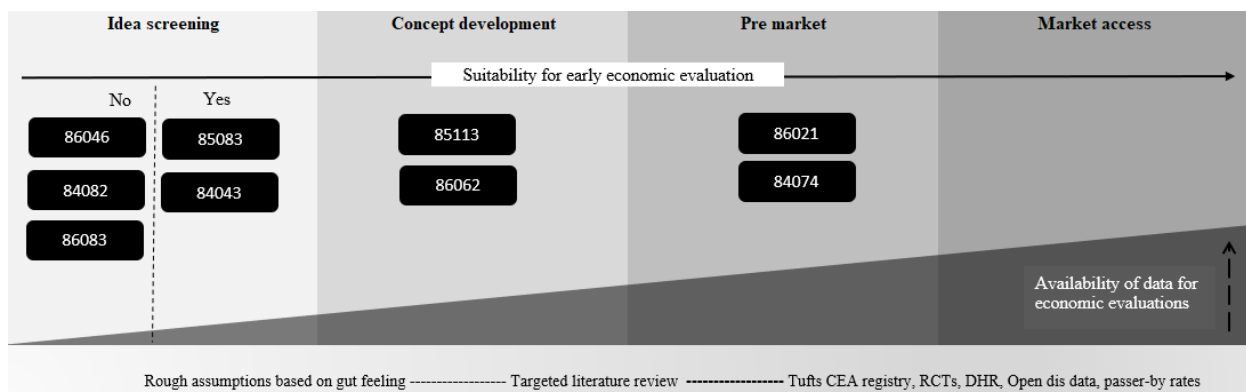 Idea screening
Concept development
Pre market
Market access
Suitability for early economic evaluation
No
Yes
86046
85083
85113
86021
84082
84043
86062
84074
86083
Availability of data for
economic evaluations
Rough assumptions based on gut feeling ------------------- Targeted literature review ------------------ Tufts CEA registry, RCTs, DHR, Open dis data, passer-by rates